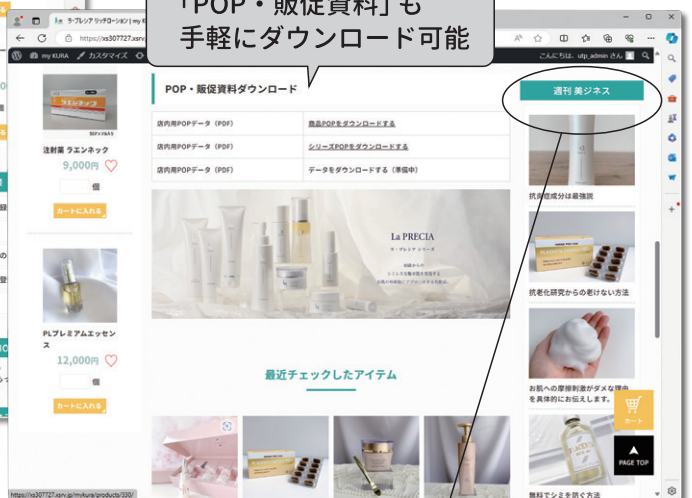 「POP・販促資料」も
手軽にダウンロード可能
ラ・プレシア リッチローション | my K
https://xs307727.xsrv.
my KURA
カスタマイズ
こんにちは、utp_admin さん
注射薬 ラエンネック
9,000円
個
カートに入れる
PLプレミアムエッセン
ス
12,000円
個
カートに入れる
POP・販促資料ダウンロード
店内用POPデータ（PDF）
商品POPをダウンロードする
店内用POPデータ（PDF）
シリーズPOPをダウンロードする
店内用POPデータ（PDF）
データをダウンロードする（準備中）
La PRECIA
ラ・プレシア シリーズ
最近チェックしたアイテム
週刊 美ジネス
抗炎症成分は最強説
抗老化研究からの老けない方法
お肌への摩擦刺激がダメな理由
を具体的にお伝えします。
無料でシミを防ぐ方法
カート
PAGE TOP
https://xs307727.xsrv.jp/mykura/products/330/